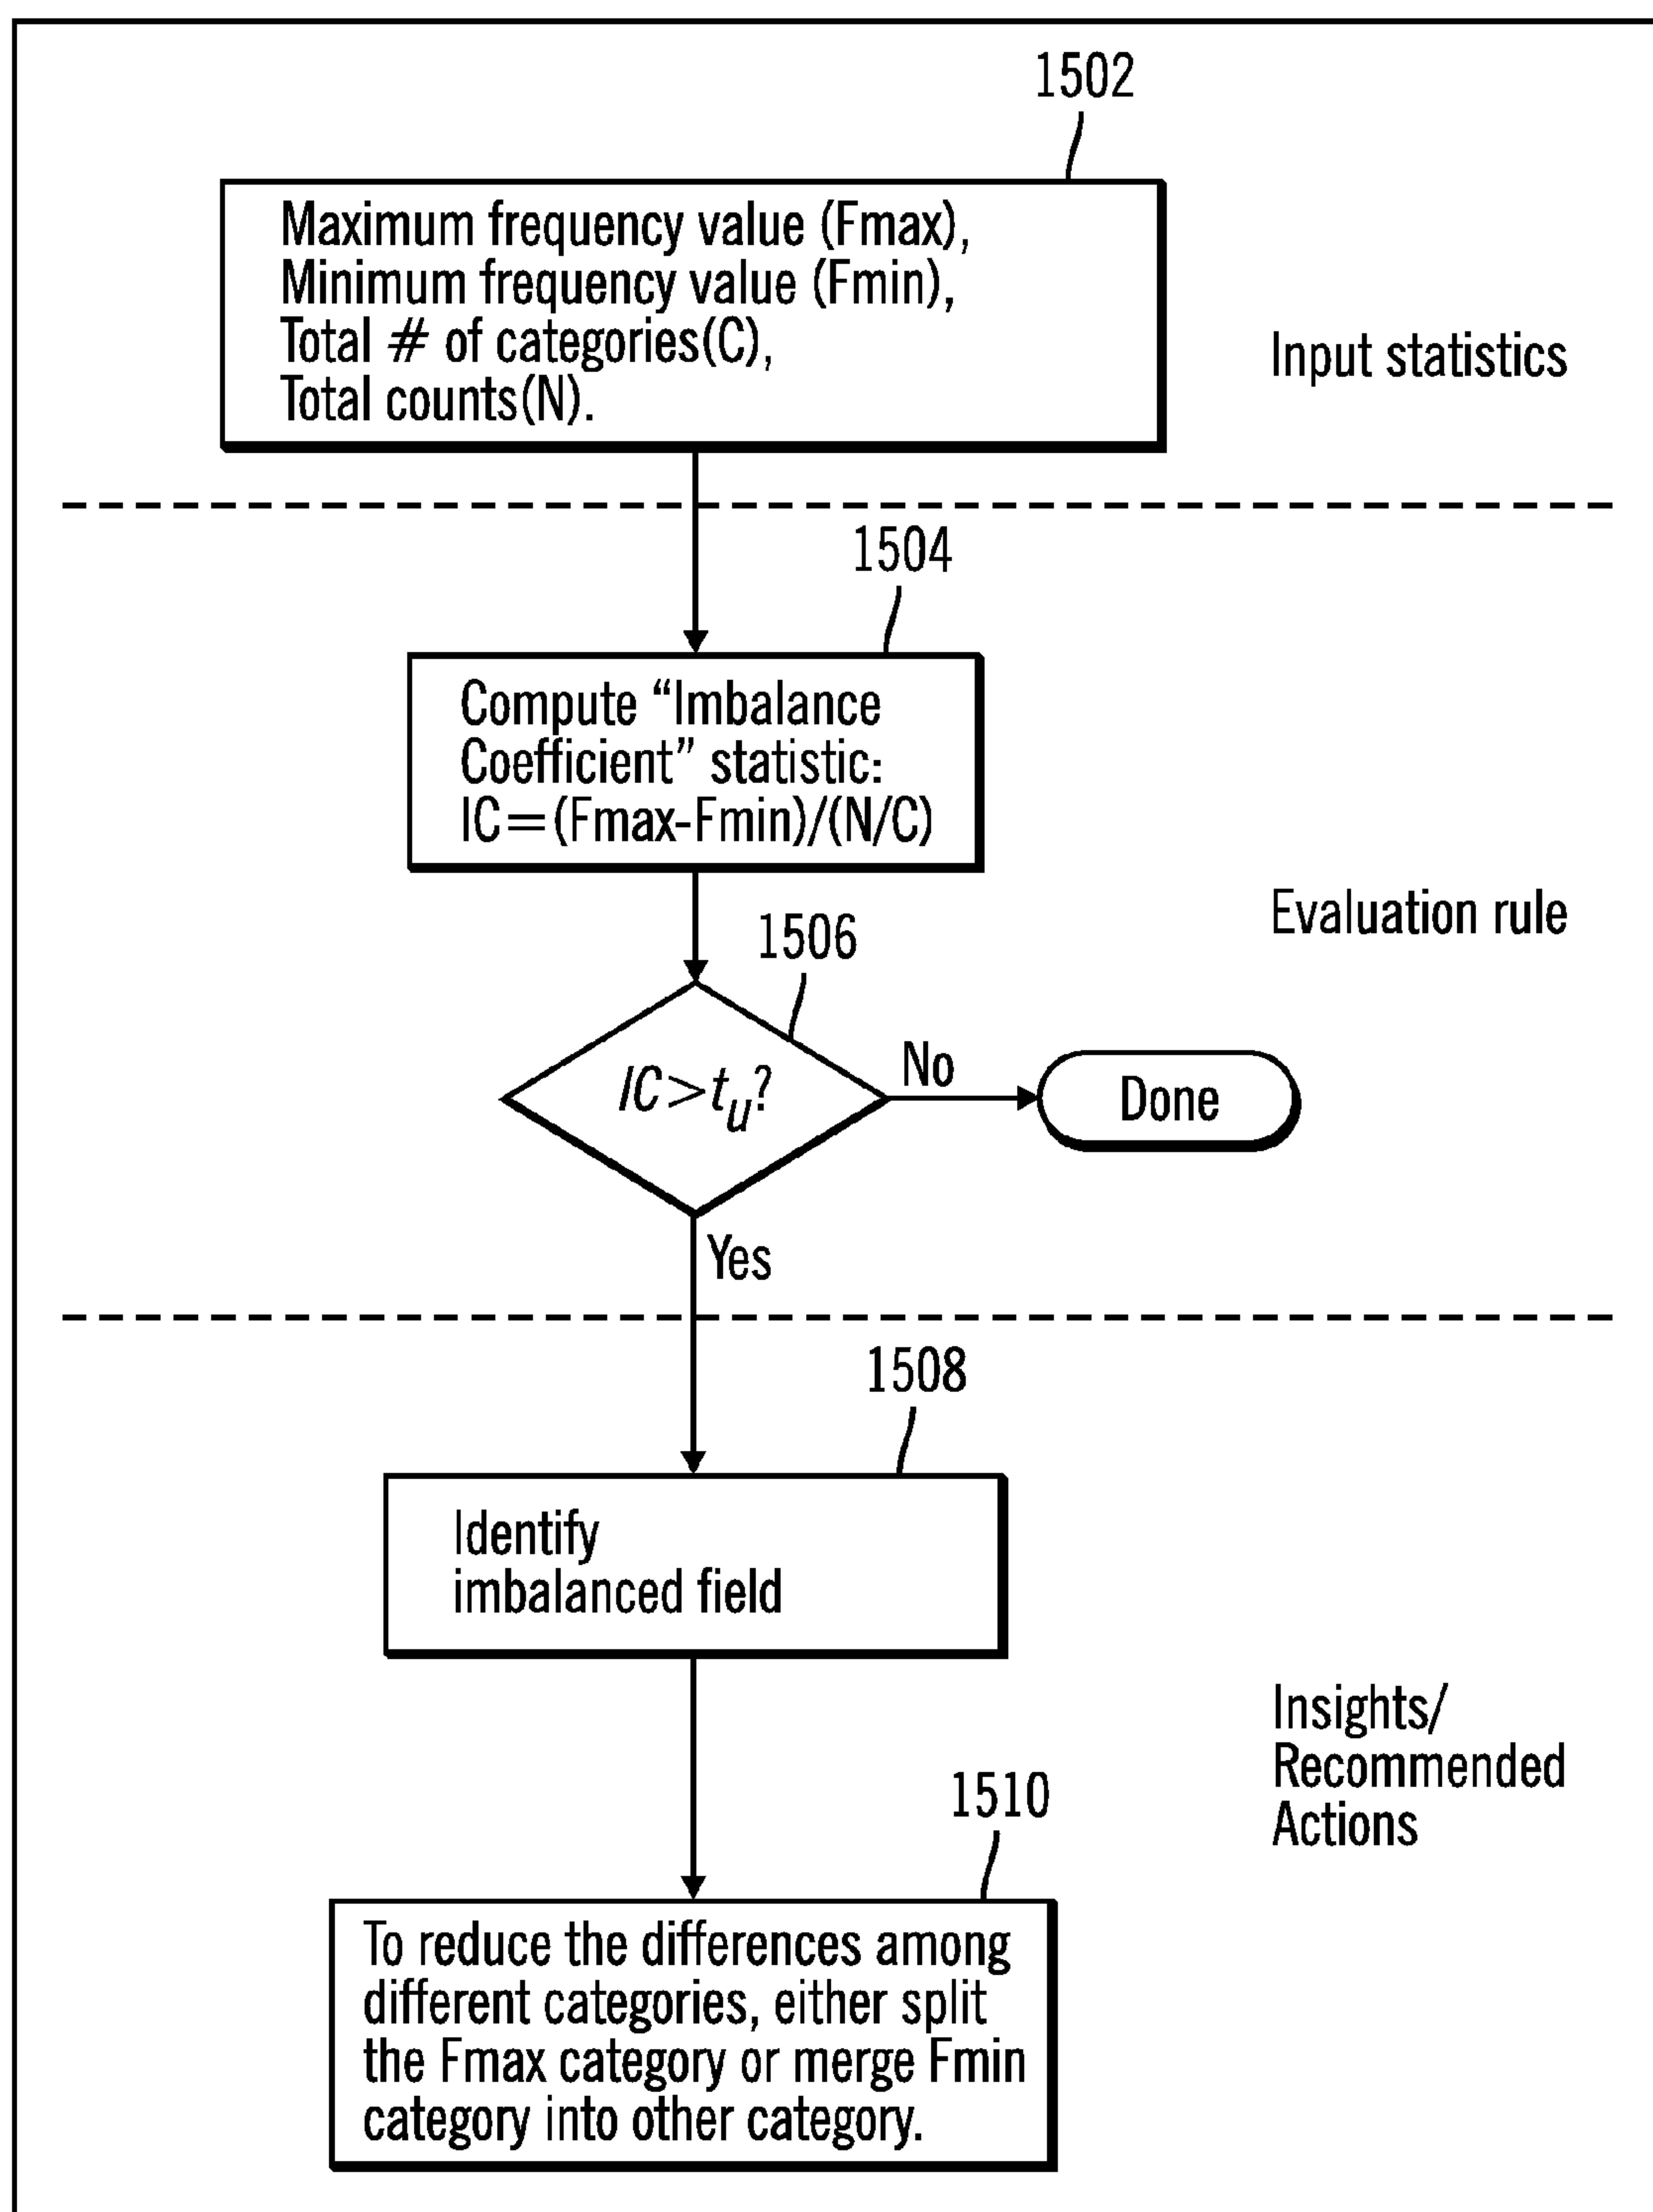 1502
Maximum frequency value (Fmax),
Minimum frequency value (Fmin),
Total # of categories(C),
Total counts(N).
Input statistics
1504
Compute “Imbalance
Coefficient” statistic:
IC=(Fmax-Fmin)/(N/C)
Evaluation rule
1506
IC>tu?
No
Done
Yes
1508
Identify
imbalanced field
Insights/
Recommended
Actions
1510
To reduce the differences among
different categories, either split
the Fmax category or merge Fmin
category into other category.